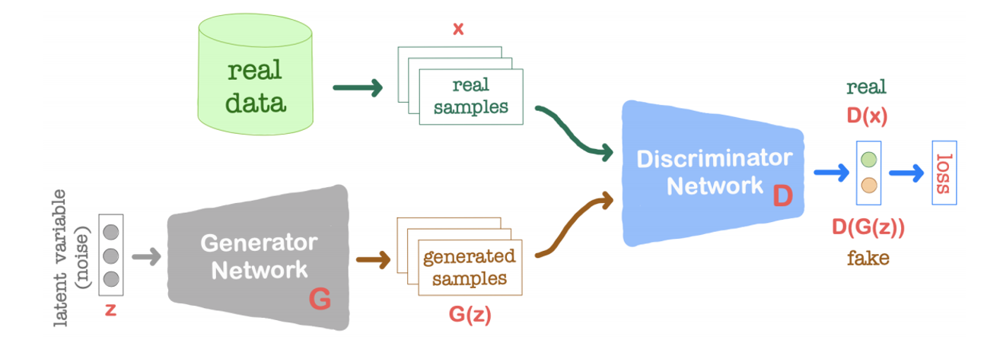 x
real
data
real
samples
real
D(x)
Discriminator
Network D
loss
D(G(z))
fake
latent variable
(noise)
z
Generator
Network
G
generated
samples
G(z)